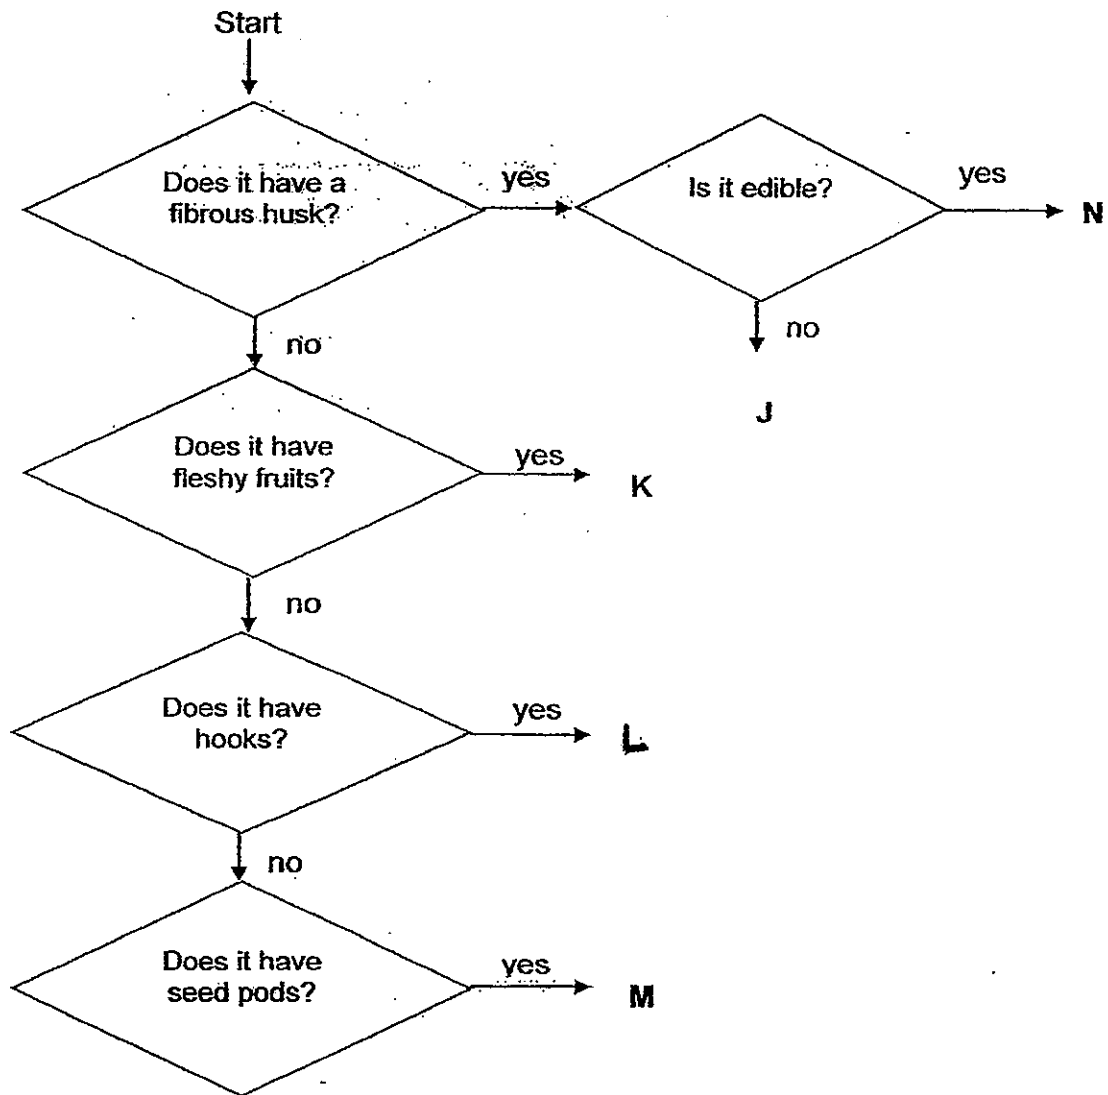 Start
Does it have a
fibrous husk?
yes
Is it edible?
yes
N
no
no
J
Does it have
fleshy fruits?
yes
K
no
Does it have
hooks?
yes
L
no
Does it have
seed pods?
yes
M